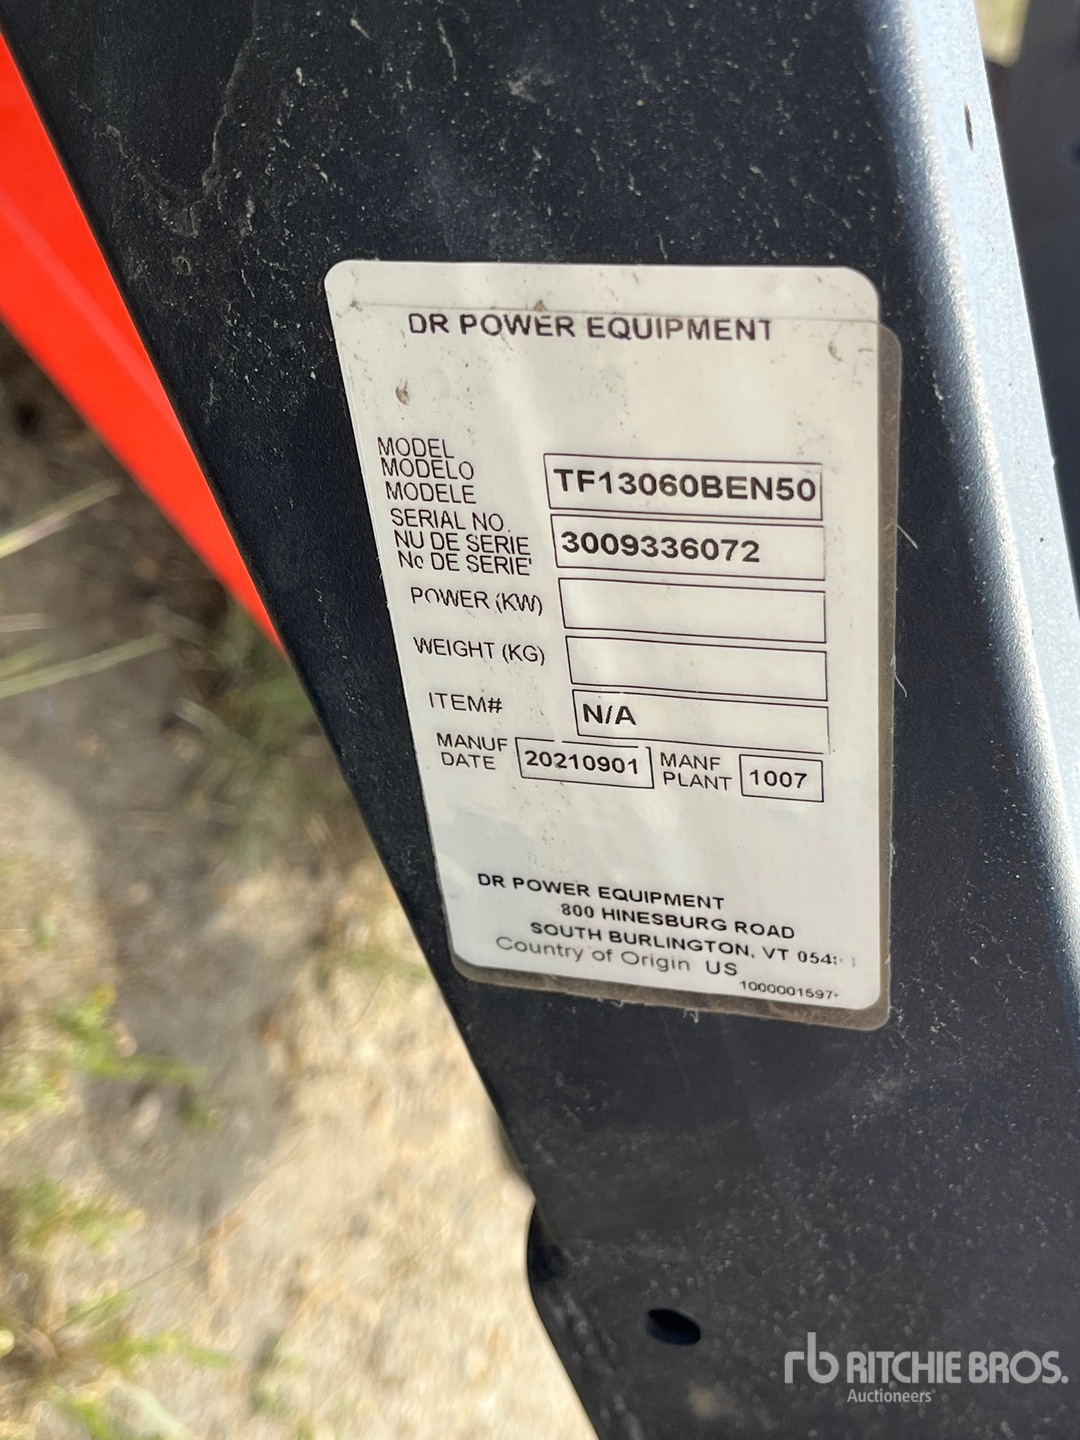 DR POWER EQUIPMENT
MODEL
MODELO
MODELE
TF13060BEN50
SERIAL NO.
NU DE SERIE
No DE SERIE'
3009336072
POWER (KW)
WEIGHT (KG)
ITEM#
N/A
MANUF DATE
20210901
MANF PLANT
1007
DR POWER EQUIPMENT
800 HINESBURG ROAD
SOUTH BURLINGTON, VT
Country of Origin US
rb RITCHIE BROS.
Auctioneers